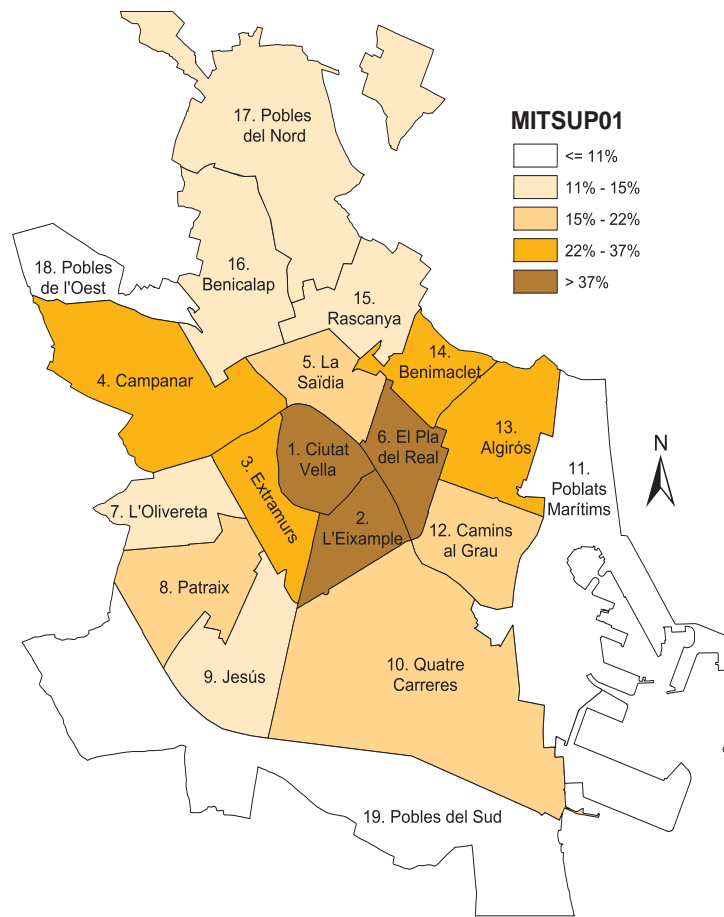 MITSUP01
<= 11%
11% - 15%
15% - 22%
22% - 37%
> 37%
17. Pobles
del Nord
18. Pobles
de l'Oest
16.
Benicalap
15.
Rascanya
14.
Benimaclet
5. La
Saïdia
4. Campanar
13.
Algirós
6. El Pla
del Real
1. Ciutat
Vella
3. Extramurs
N
11.
Poblats
Marítims
7. L'Olivereta
2.
L'Eixample
12. Camins
al Grau
8. Patraix
9. Jesús
10. Quatre
Carreres
19. Pobles del Sud